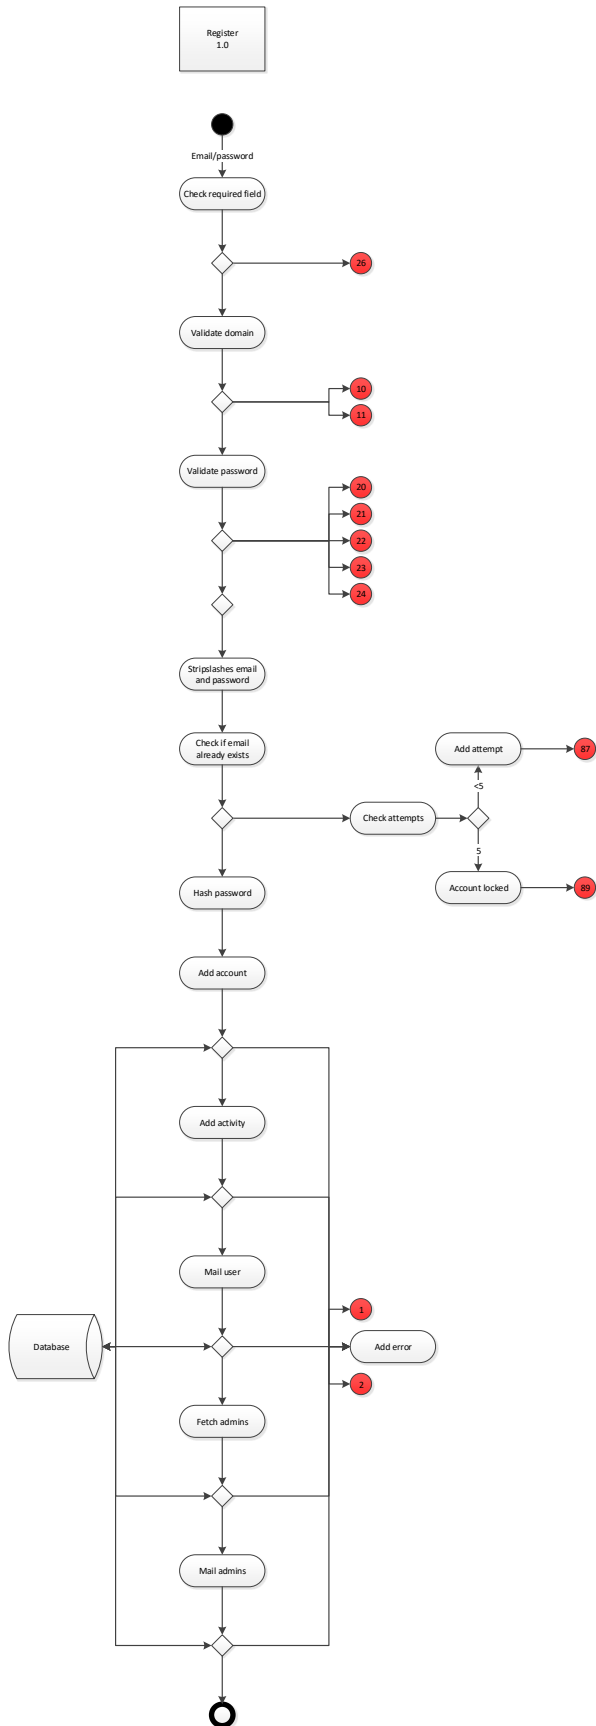 Register
1.0
Email/password
Check required field
26
Validate domain
10
11
Validate password
20
21
22
23
24
Stripslashes email
and password
Check if email
already exists
Add attempt
87
<5
Check attempts
5
Hash password
Account locked
89
Add account
Add activity
Mail user
1
Database
Add error
2
Fetch admins
Mail admins